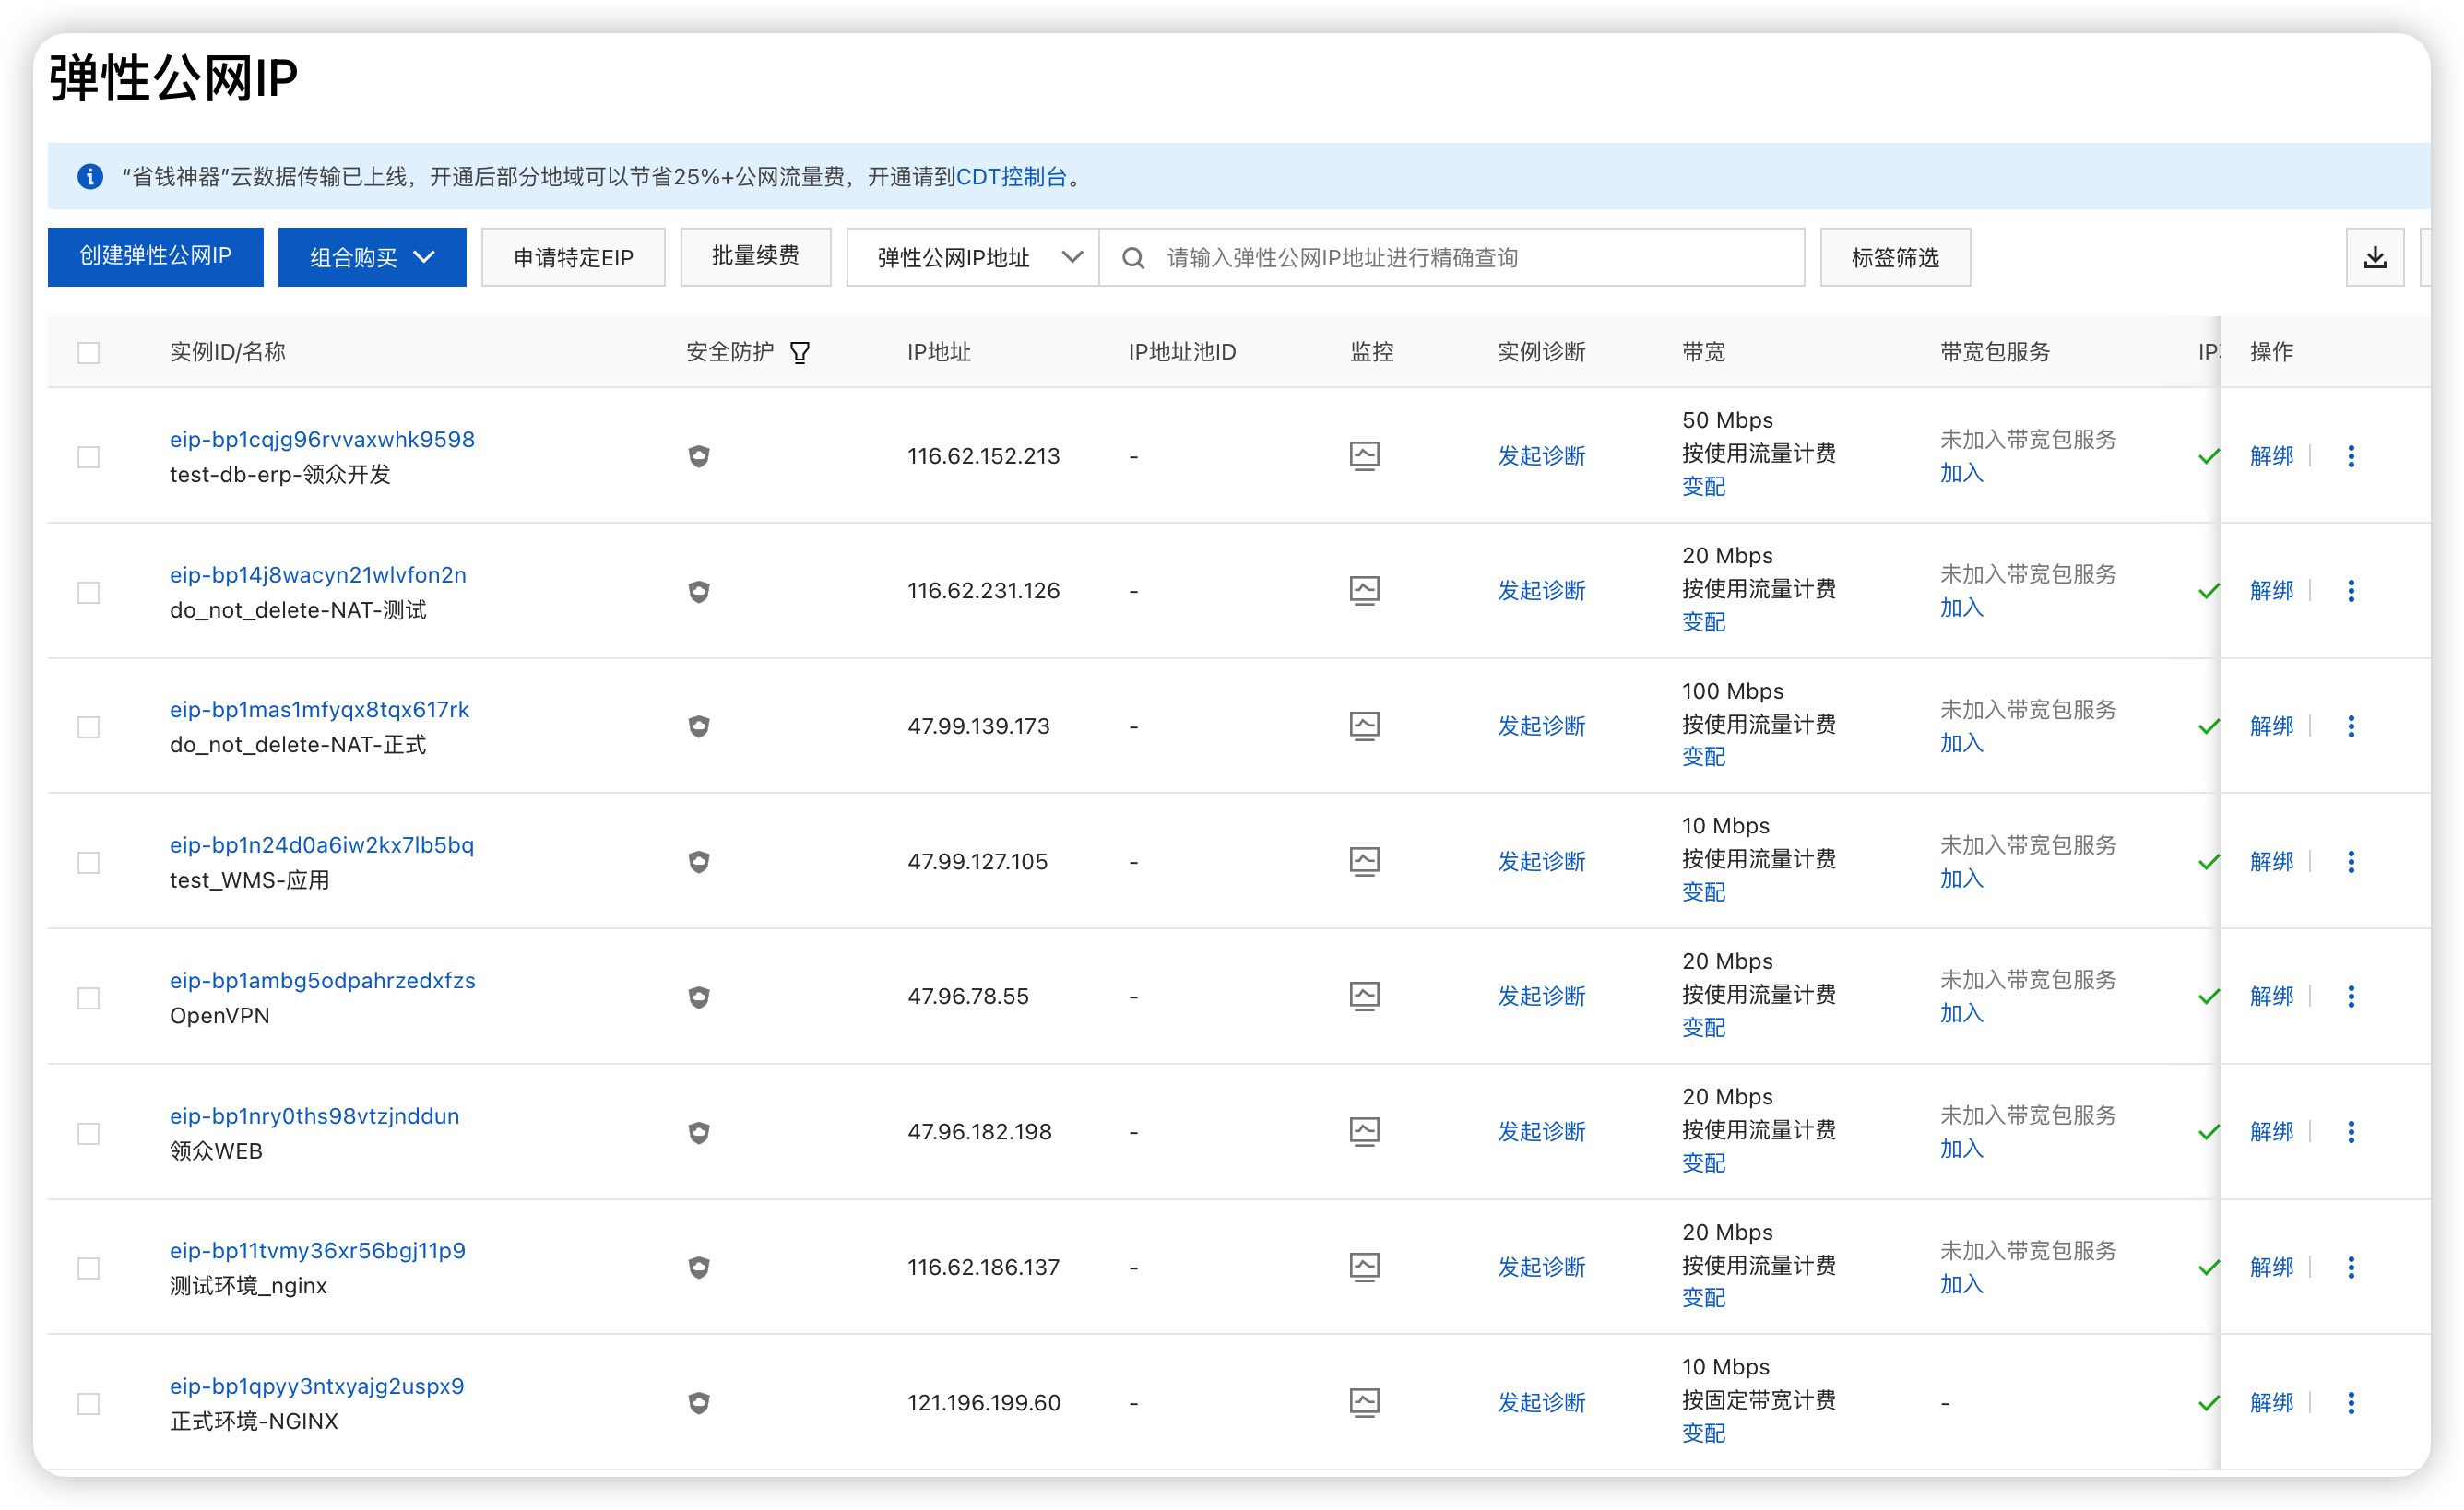 弹性公网IP
“省钱神器”云数据传输已上线，开通后部分地域可以节省25%+公网流量费，开通请到CDT控制台。
创建弹性公网IP 组合购买 申请特定EIP 批量续费 弹性公网IP地址 请输入弹性公网IP地址进行精确查询 标签筛选
实例ID/名称 安全防护 IP地址 IP地址池ID 监控 实例诊断 带宽 带宽包服务 IP 操作
eip-bp1cqjg96rvvaxwhk9598
test-db-erp-领众开发
116.62.152.213 - 发起诊断
50 Mbps
按使用流量计费
变配
未加入带宽包服务
加入
解绑
eip-bp14j8wacyn21wlvfon2n
do_not_delete-NAT-测试
116.62.231.126 - 发起诊断
20 Mbps
按使用流量计费
变配
未加入带宽包服务
加入
解绑
eip-bp1mas1mfyqx8tqx617rk
do_not_delete-NAT-正式
47.99.139.173 - 发起诊断
100 Mbps
按使用流量计费
变配
未加入带宽包服务
加入
解绑
eip-bp1n24d0a6iw2kx7lb5bq
test_WMS-应用
47.99.127.105 - 发起诊断
10 Mbps
按使用流量计费
变配
未加入带宽包服务
加入
解绑
eip-bp1ambg5odpahrzedxfzs
OpenVPN
47.96.78.55 - 发起诊断
20 Mbps
按使用流量计费
变配
未加入带宽包服务
加入
解绑
eip-bp1nry0ths98vtzjnddun
领众WEB
47.96.182.198 - 发起诊断
20 Mbps
按使用流量计费
变配
未加入带宽包服务
加入
解绑
eip-bp11tvmy36xr56bgj11p9
测试环境_nginx
116.62.186.137 - 发起诊断
20 Mbps
按使用流量计费
变配
未加入带宽包服务
加入
解绑
eip-bp1qpyy3ntxyajg2uspx9
正式环境-NGINX
121.196.199.60 - 发起诊断
10 Mbps
按固定带宽计费
变配
-
解绑